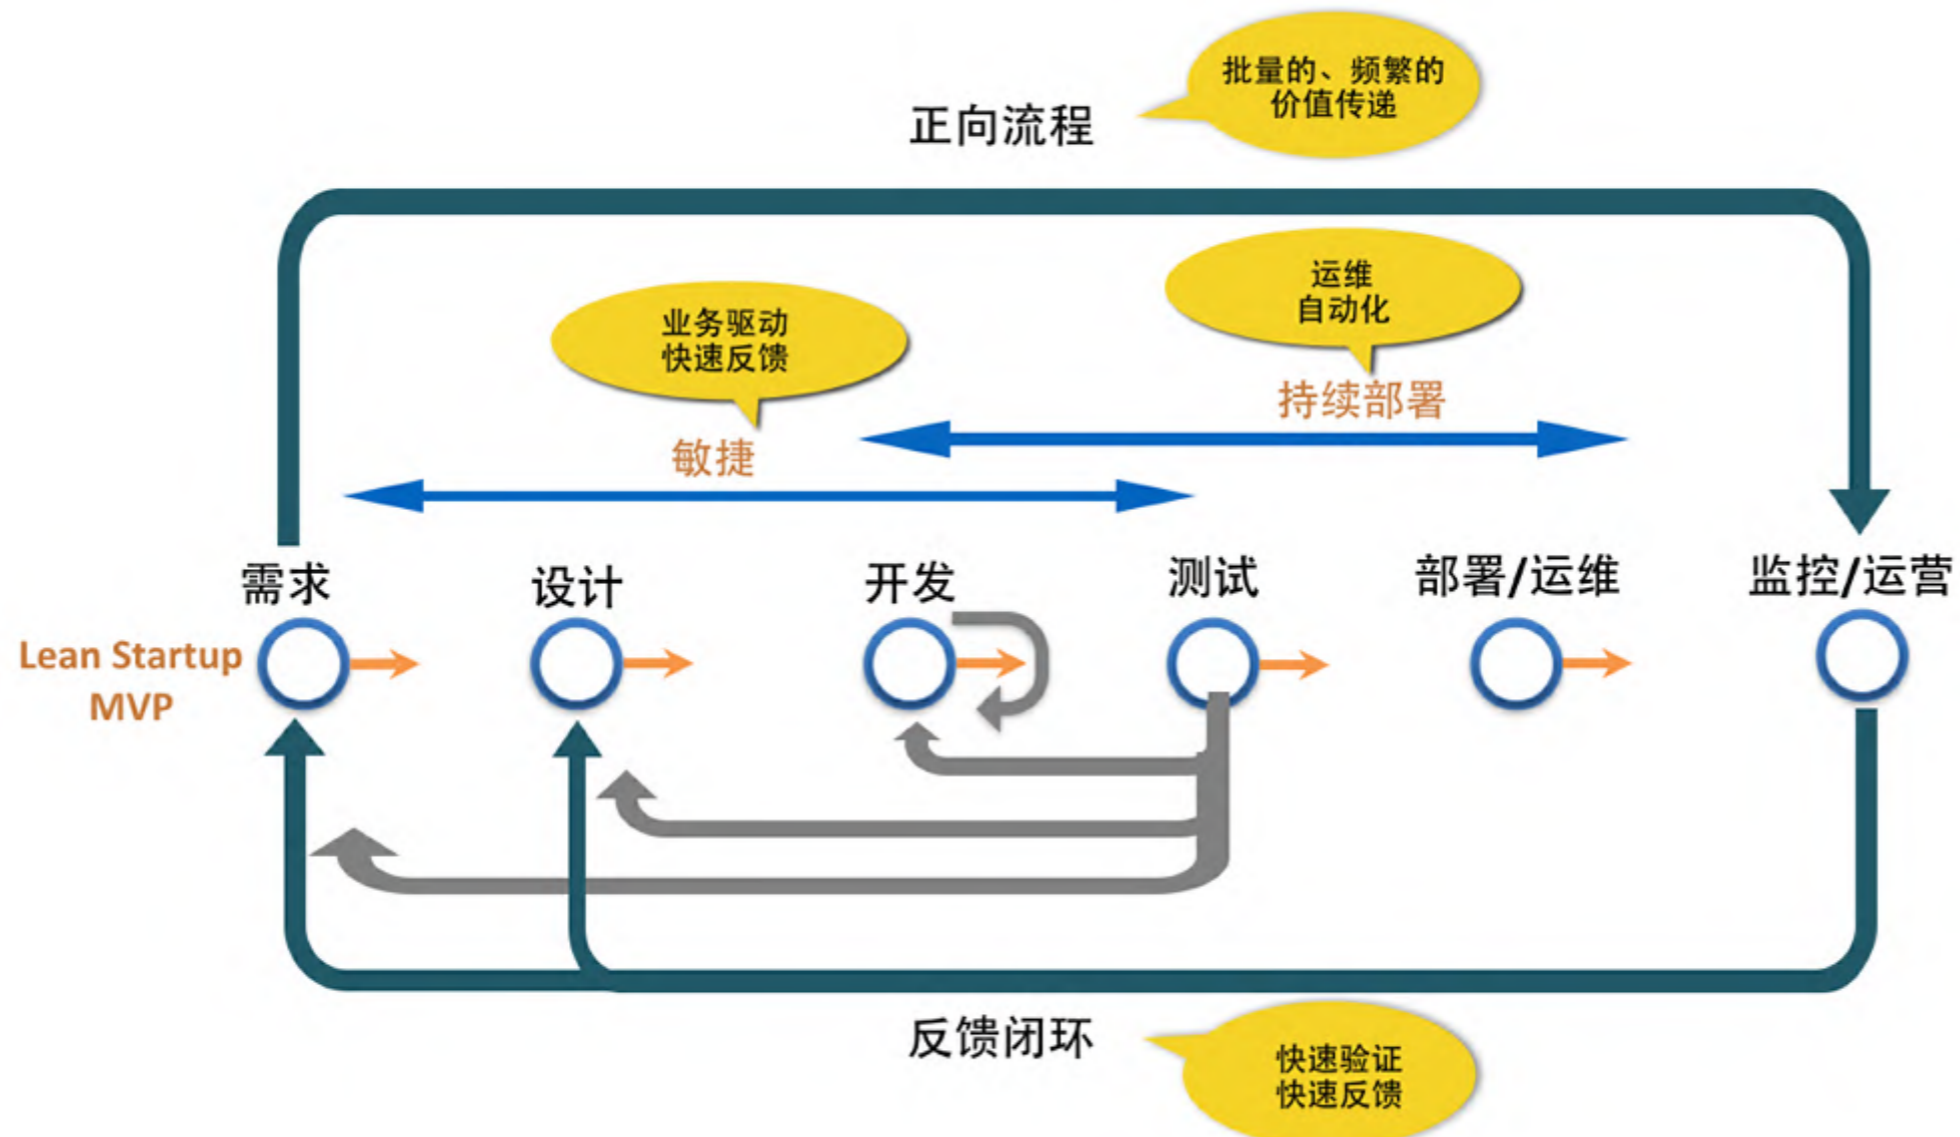 批量的、频繁的
价值传递
正向流程
运维
自动化
业务驱动
快速反馈
持续部署
敏捷
需求
设计
开发
测试
部署/运维
监控/运营
Lean Startup
MVP
反馈闭环
快速验证
快速反馈